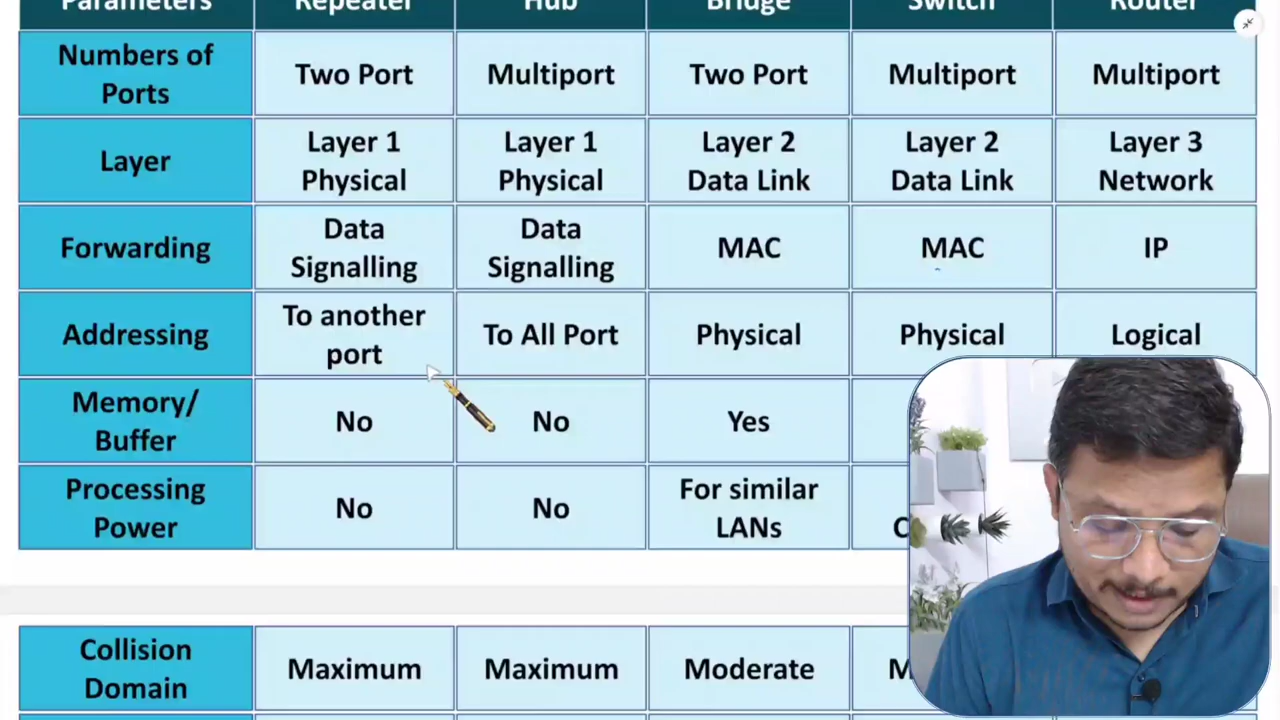 Parameters Repeater Hub Bridge Switch Router
Numbers of Ports Two Port Multiport Two Port Multiport Multiport
Layer Layer 1 Physical Layer 1 Physical Layer 2 Data Link Layer 2 Data Link Layer 3 Network
Forwarding Data Signalling Data Signalling MAC MAC IP
Addressing To another port To All Port Physical Physical Logical
Memory/ Buffer No No Yes
Processing Power No No For similar LANs
Collision Domain Maximum Maximum Moderate